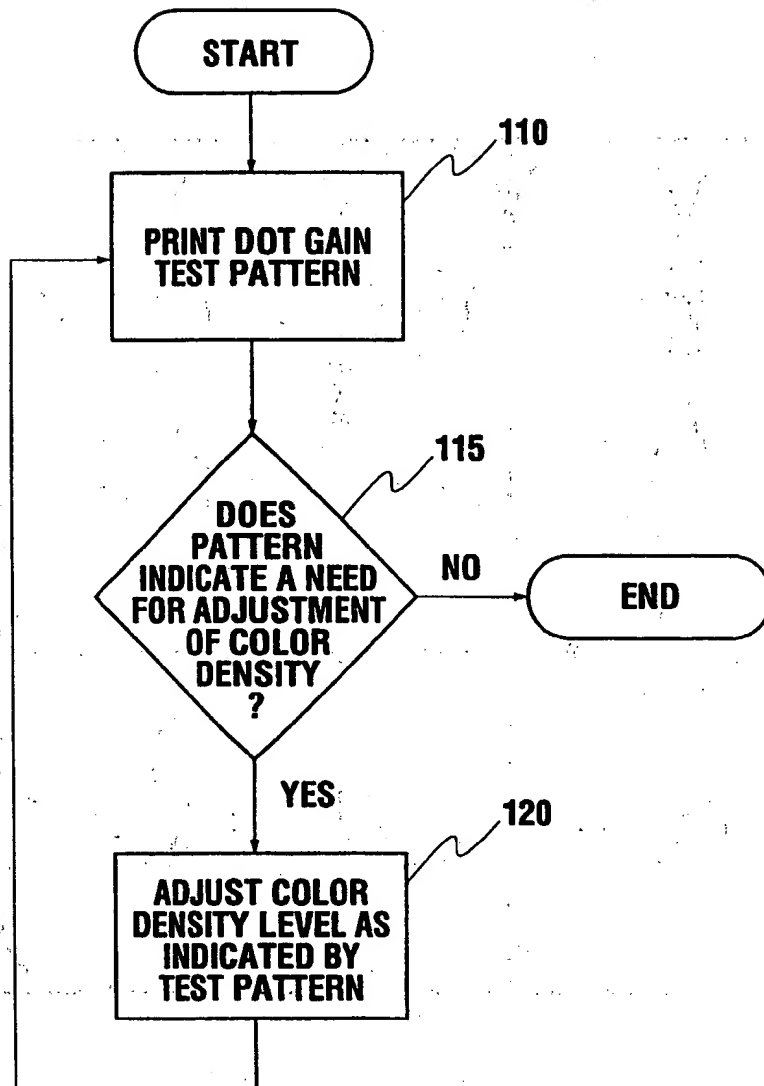 START
110
PRINT DOT GAIN
TEST PATTERN
115
DOES
PATTERN
INDICATE A NEED
FOR ADJUSTMENT
OF COLOR
DENSITY
?
NO
END
YES
120
ADJUST COLOR
DENSITY LEVEL AS
INDICATED BY
TEST PATTERN